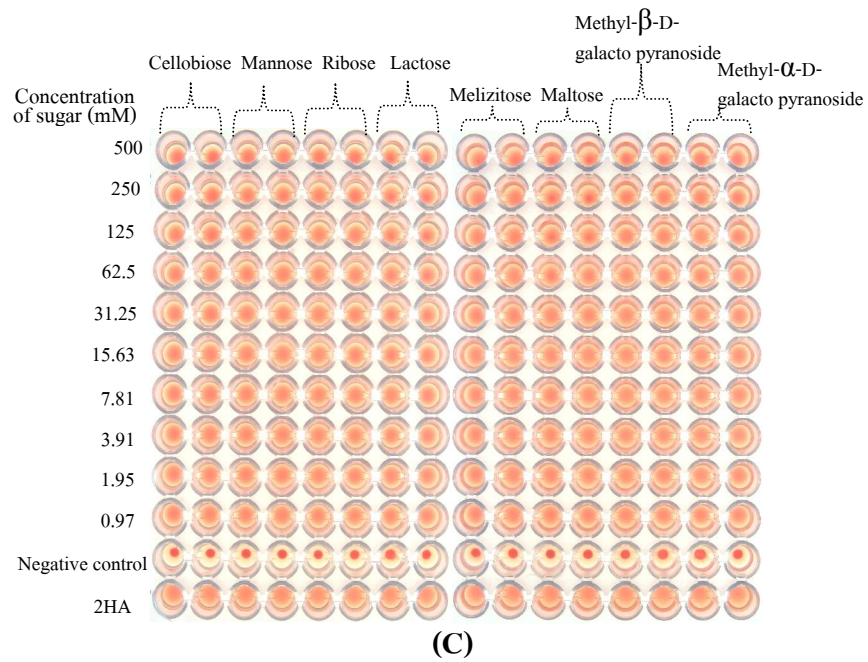 Methyl-β-D-
galacto pyranoside
Cellobiose Mannose Ribose Lactose
Methyl-α-D-
galacto pyranoside
Melizitose Maltose
Concentration
of sugar (mM)
500
250
125
62.5
31.25
15.63
7.81
3.91
1.95
0.97
Negative control
2HA
(C)